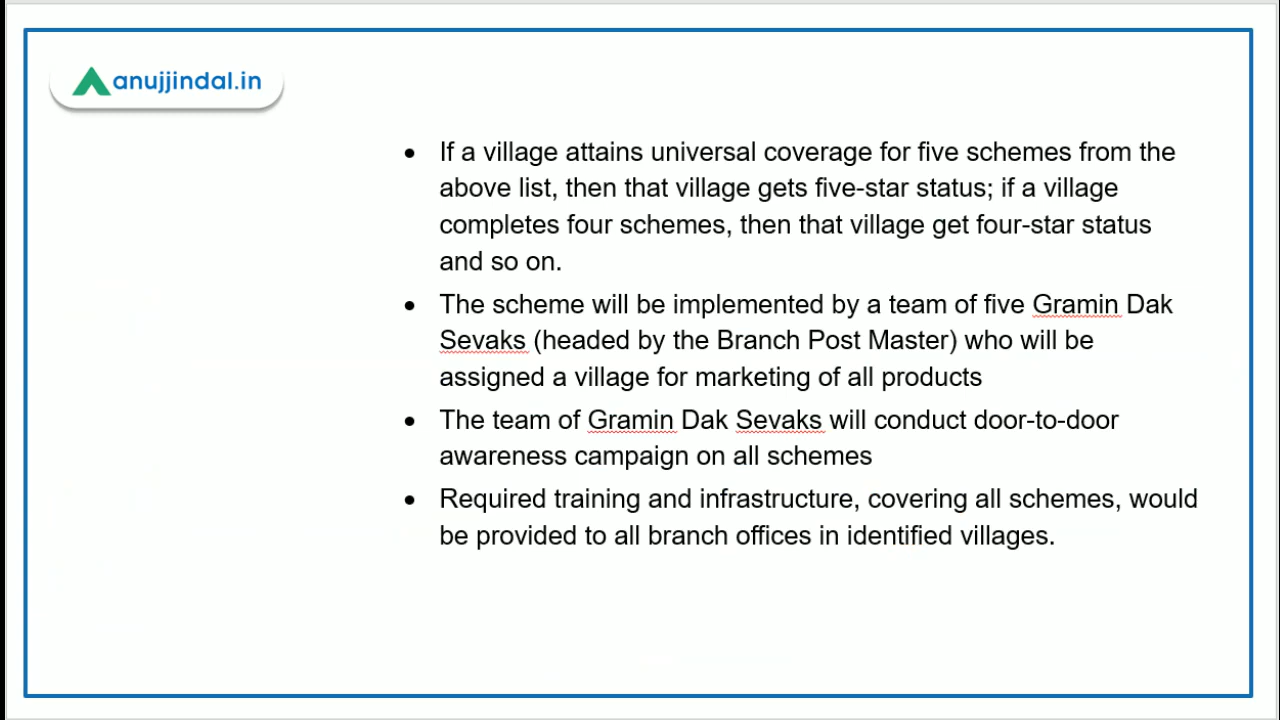 anujjindal.in
• If a village attains universal coverage for five schemes from the
above list, then that village gets five-star status; if a village
completes four schemes, then that village get four-star status
and so on.
• The scheme will be implemented by a team of five Gramin Dak
Sevaks (headed by the Branch Post Master) who will be
assigned a village for marketing of all products
• The team of Gramin Dak Sevaks will conduct door-to-door
awareness campaign on all schemes
• Required training and infrastructure, covering all schemes, would
be provided to all branch offices in identified villages.